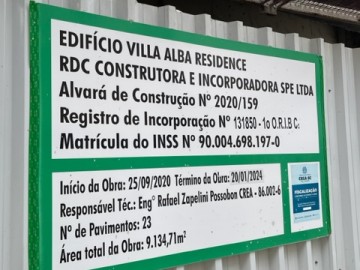 EDIFÍCIO VILLA ALBA RESIDENCE
RDC CONSTRUTORA E INCORPORADORA SPE LTDA
Alvará de Construção Nº 2020/159
Registro de Incorporação Nº 131850 - 1o O.R.I.B C.
Matrícula do INSS Nº 90.004.698.197-0
Início da Obra: 25/09/2020 Término da Oura: 20/01/2024
Responsável Téc.: Engº Rafael Zapelini Possobon CREA - 86.002-6
Nº de Pavimentos: 23
Área total da Obra: 9.134,71m²
CREA-SC
FISCALIZAÇÃO